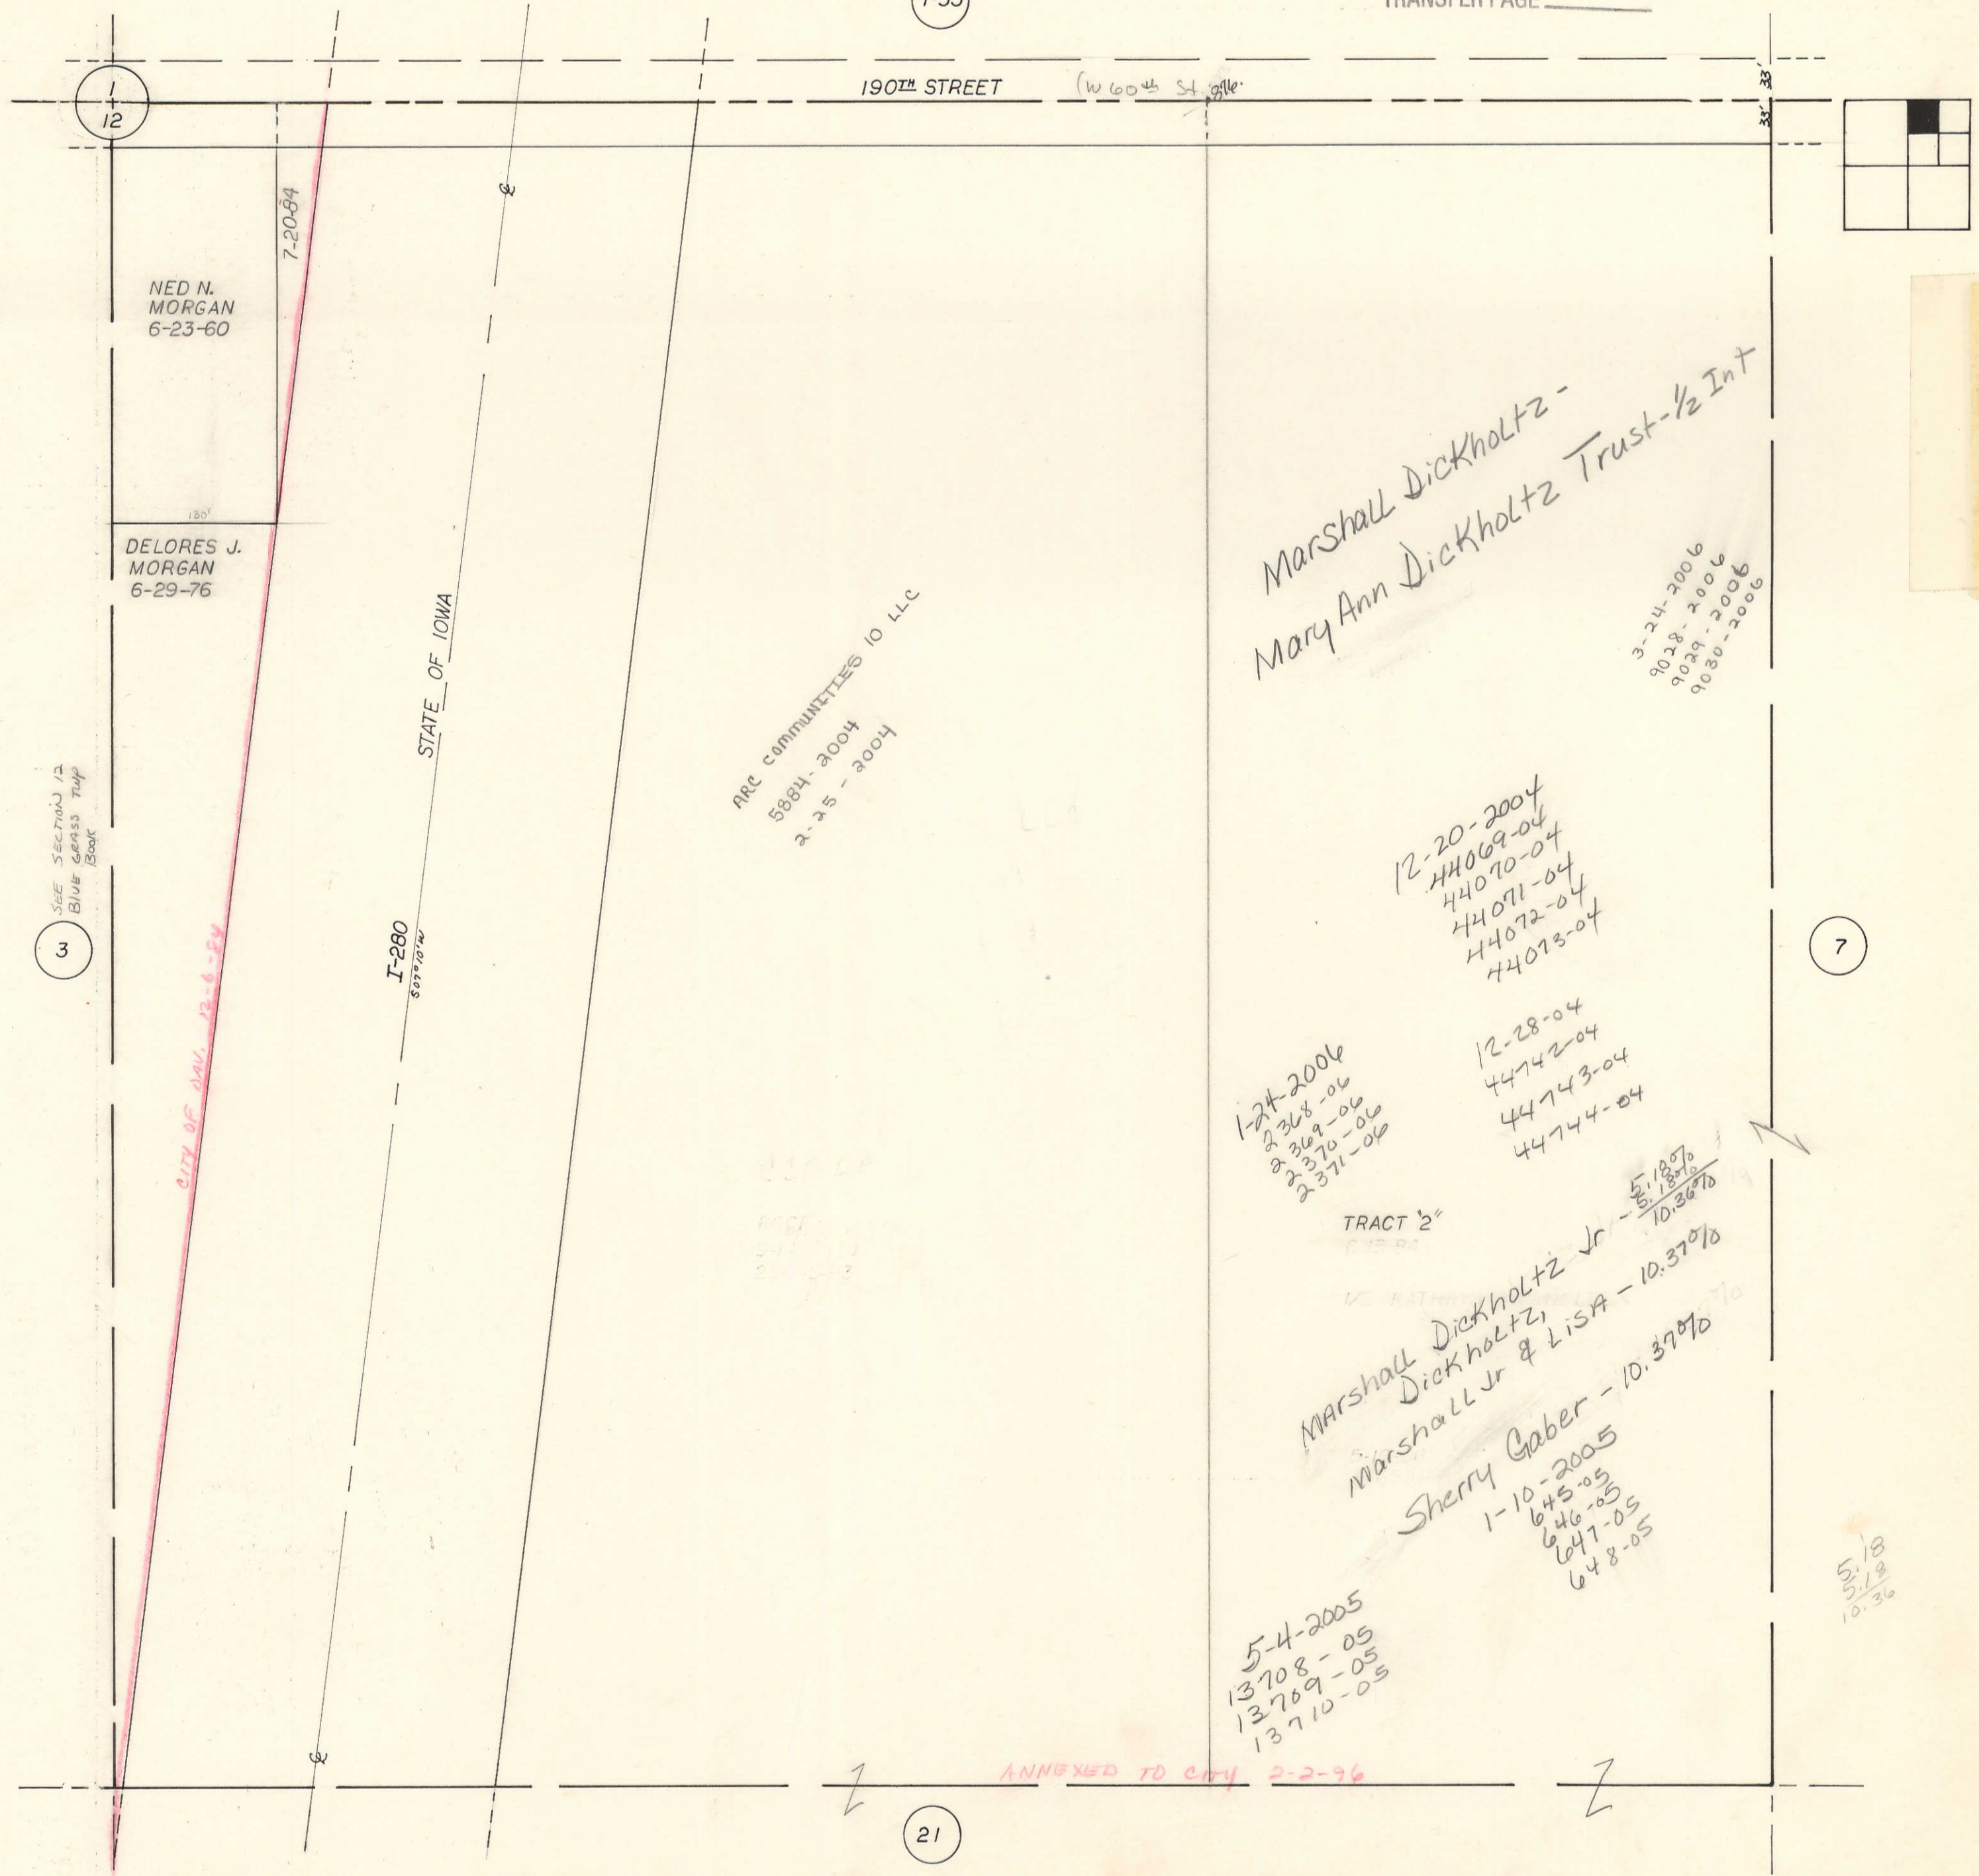 1-35
TRANSFER PAGE
190TH STREET
(W 60th St.
33'
33'
1
12
7-20-84
NED N.
MORGAN
6-23-60
130'
DELORES J.
MORGAN
6-29-76
STATE OF IOWA
I-280
S07°10'W
SEE SECTION 12
BLUE GRASS TWP
BOOK
3
CITY OF DAV. 12-6-84
ARC COMMUNITIES 10 LLC
5884-2004
2-25-2004
Marshall Dickholtz -
Mary Ann Dickholtz Trust-1/2 Int
3-24-2006
9028-2006
9029-2006
9030-2006
12-20-2004
44069-04
44070-04
44071-04
44072-04
44073-04
7
12-28-04
44742-04
44743-04
44744-04
1-24-2006
2368-06
2369-06
2370-06
2371-06
TRACT "2"
Marshall Dickholtz Jr -
5.18%
5.18%
10.36%
Dickholtz,
Marshall Jr & Lisa - 10.37%
Sherry Gaber - 10.37%
1-10-2005
645-05
646-05
647-05
648-05
5.18
5.18
10.36
5-4-2005
13708-05
13709-05
13710-05
ANNEXED TO CITY 2-2-96
21